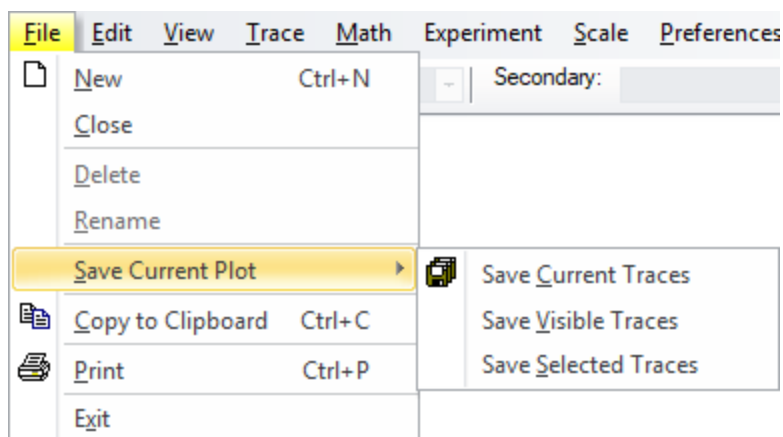 File Edit View Trace Math Experiment Scale Preferences
New Ctrl+N
Secondary:
Close
Delete
Rename
Save Current Plot
Save Current Traces
Save Visible Traces
Save Selected Traces
Copy to Clipboard Ctrl+C
Print Ctrl+P
Exit